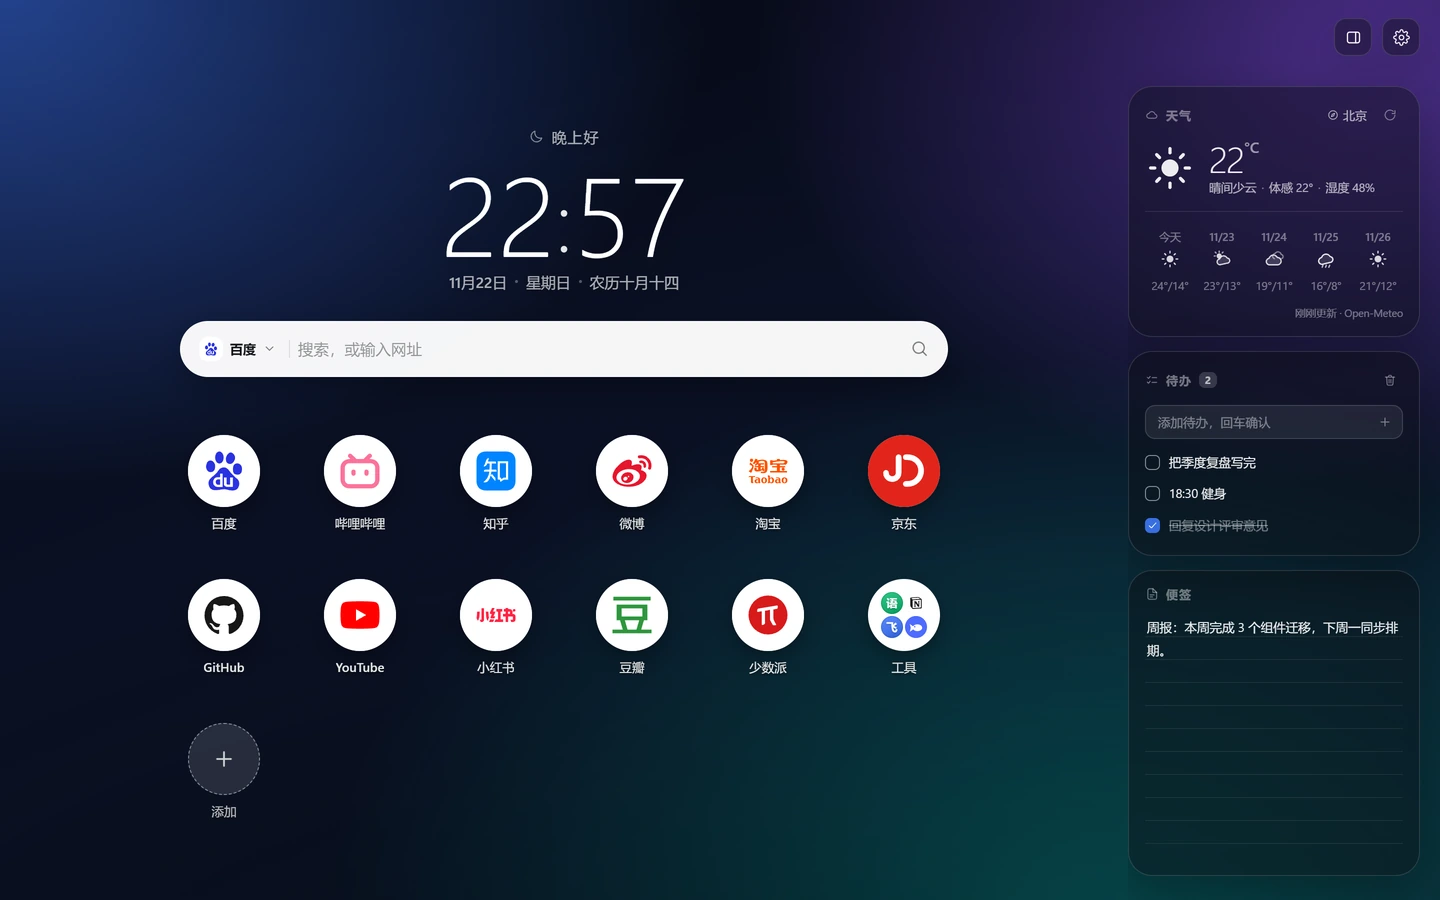 晚上好
22:57
11月22日 · 星期日 · 农历十月十四
百度
搜索，或输入网址
du
知
淘宝
Taobao
JD
百度
哔哩哔哩
知乎
微博
淘宝
京东
小红书
豆
π
语
N
GitHub
YouTube
小红书
豆瓣
少数派
工具
添加
天气
北京
22°C
晴间少云 · 体感 22° · 湿度 48%
今天 11/23 11/24 11/25 11/26
24°/14° 23°/13° 19°/11° 16°/8° 21°/12°
刚刚更新 · Open-Meteo
待办 2
添加待办，回车确认
把季度复盘写完
18:30 健身
回复设计评审意见
便签
周报：本周完成 3 个组件迁移，下周一同步排
期。